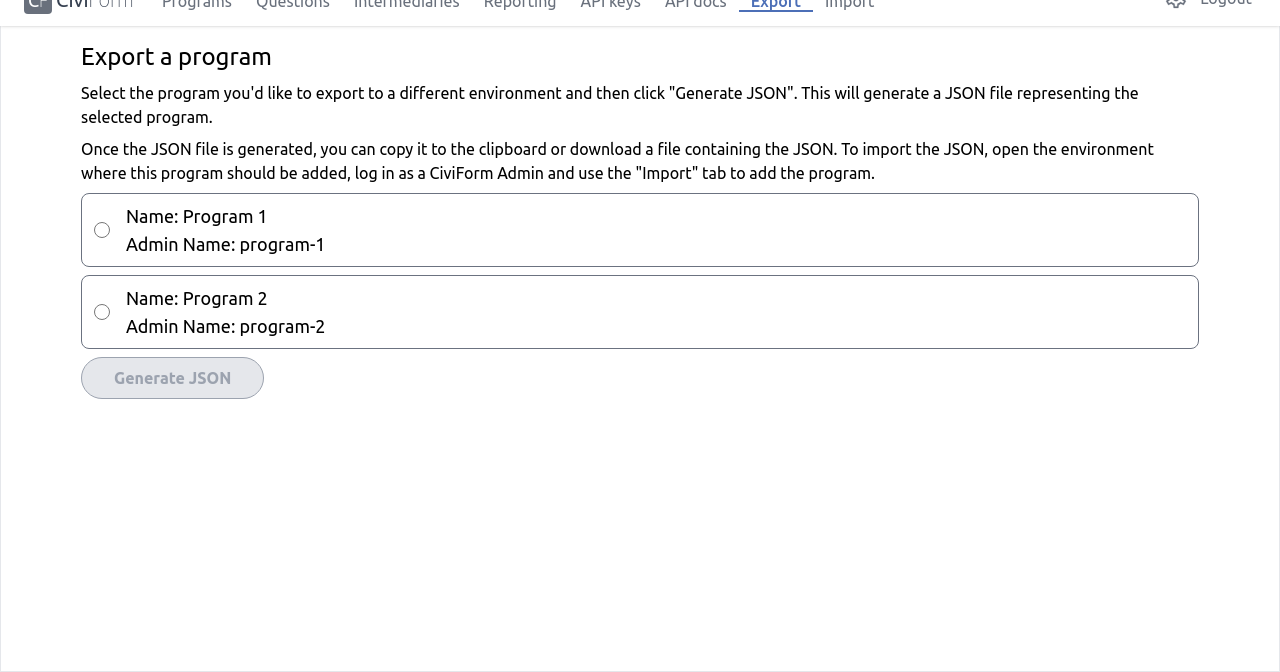 CF CiviForm Programs Questions Intermediaries Reporting API keys API docs Export Import Logout
Export a program
Select the program you'd like to export to a different environment and then click "Generate JSON". This will generate a JSON file representing the
selected program.
Once the JSON file is generated, you can copy it to the clipboard or download a file containing the JSON. To import the JSON, open the environment
where this program should be added, log in as a CiviForm Admin and use the "Import" tab to add the program.
Name: Program 1
Admin Name: program-1
Name: Program 2
Admin Name: program-2
Generate JSON